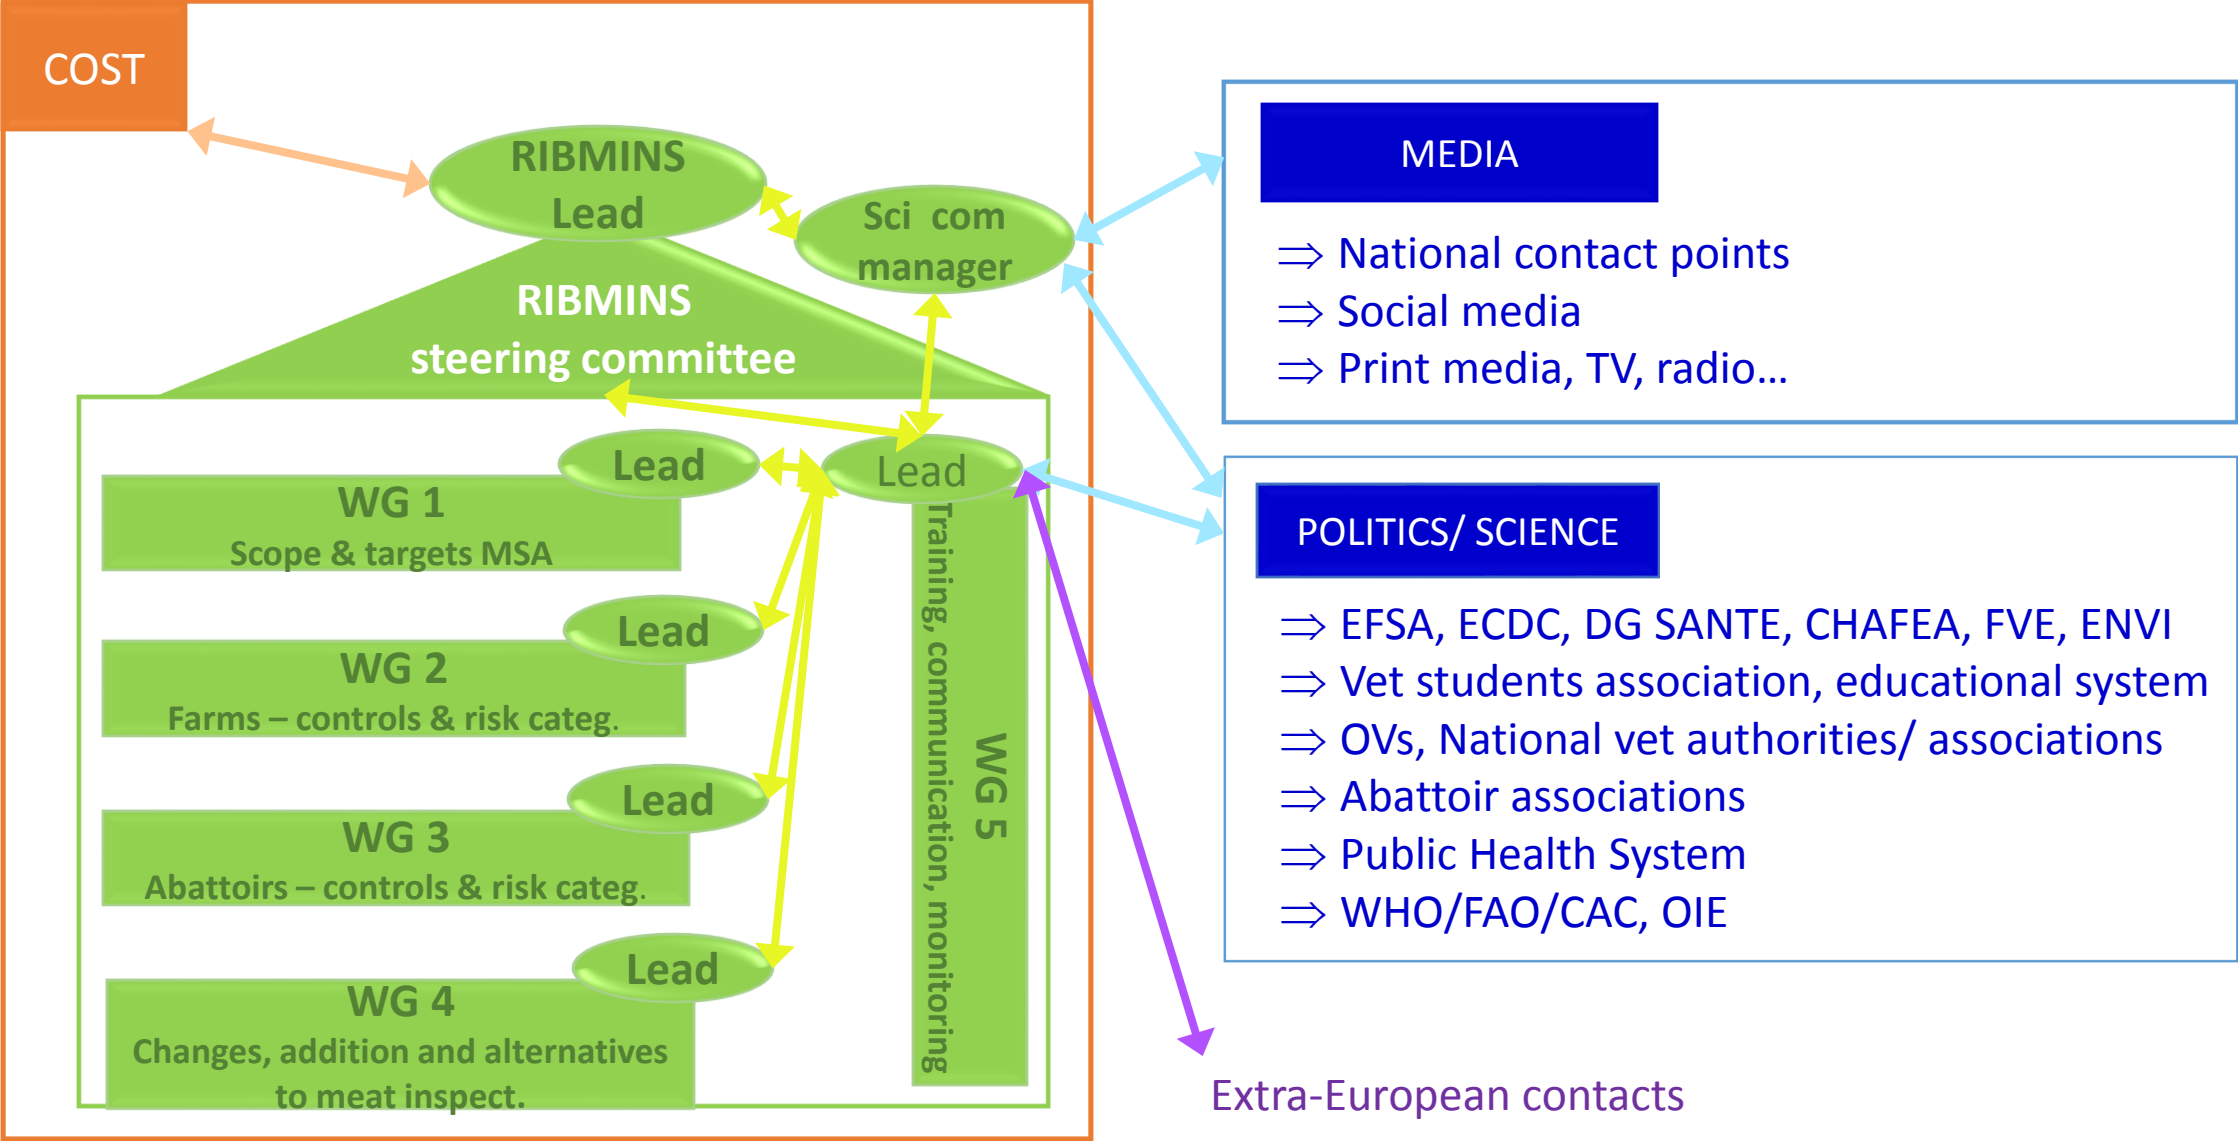 COST
RIBMINS
Lead
Sci com
manager
RIBMINS
steering committee
Lead
WG 1
Scope & targets MSA
Lead
WG 2
Farms – controls & risk categ.
Lead
WG 3
Abattoirs – controls & risk categ.
Lead
WG 4
Changes, addition and alternatives
to meat inspect.
Lead
WG 5
Training, communication, monitoring
MEDIA
⇒ National contact points
⇒ Social media
⇒ Print media, TV, radio...
POLITICS/ SCIENCE
⇒ EFSA, ECDC, DG SANTE, CHAFEA, FVE, ENVI
⇒ Vet students association, educational system
⇒ OVs, National vet authorities/ associations
⇒ Abattoir associations
⇒ Public Health System
⇒ WHO/FAO/CAC, OIE
Extra-European contacts